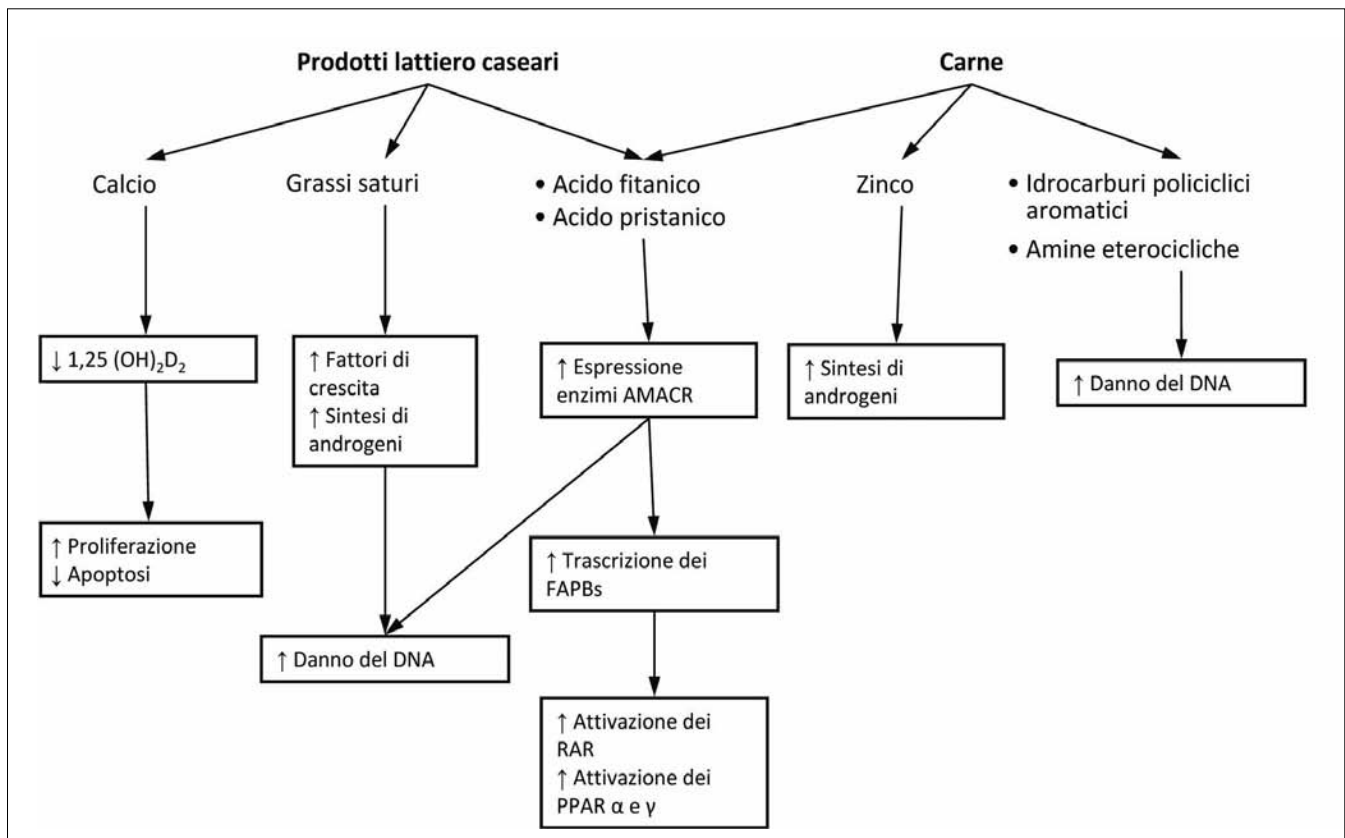 Prodotti lattiero caseari
Carne
Calcio
Grassi saturi
• Acido fitanico
• Acido pristanico
Zinco
• Idrocarburi policiclici
aromatici
• Amine eterocicliche
↓ 1,25 (OH)₂D₂
↑ Fattori di
crescita
↑ Sintesi di
androgeni
↑ Espressione
enzimi AMACR
↑ Sintesi di
androgeni
↑ Danno del DNA
↑ Proliferazione
↓ Apoptosi
↑ Trascrizione dei
FAPBs
↑ Danno del DNA
↑ Attivazione dei
RAR
↑ Attivazione dei
PPAR α e γ